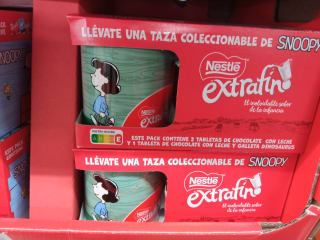 LLÉVATE UNA TAZA COLECCIONABLE DE SNOOPY
Nestlé
extrafino
El inolvidable sabor
de la infancia
extra
ESTE PACK CONTIENE 2 TABLETAS DE CHOCOLATE CON LECHE
Y 1 TABLETA DE CHOCOLATE CON LECHE Y GALLETA DINOSAURUS
LLÉVATE UNA TAZA COLECCIONABLE DE SNOOPY
Nestlé
extrafino
El inolvidable sabor
de la infancia